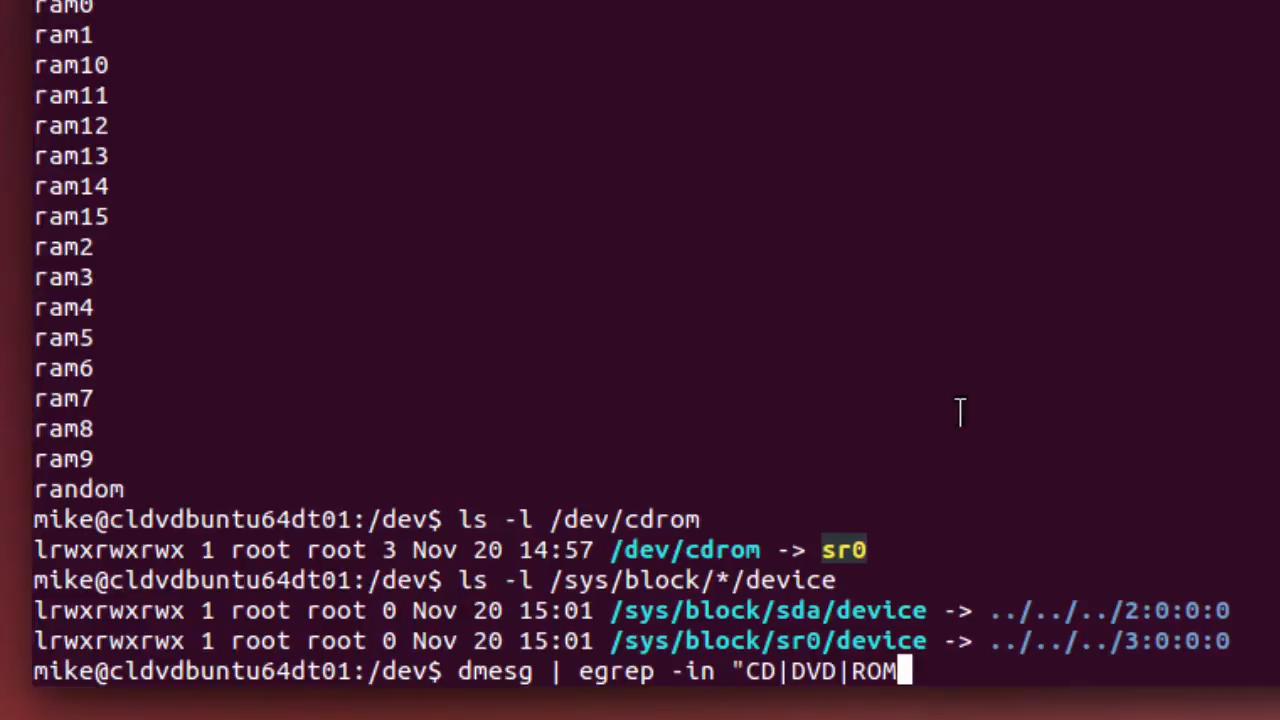 ram0
ram1
ram10
ram11
ram12
ram13
ram14
ram15
ram2
ram3
ram4
ram5
ram6
ram7
ram8
ram9
random
mike@cldvdbuntu64dt01:/dev$ ls -l /dev/cdrom
lrwxrwxrwx 1 root root 3 Nov 20 14:57 /dev/cdrom -> sr0
mike@cldvdbuntu64dt01:/dev$ ls -l /sys/block/*/device
lrwxrwxrwx 1 root root 0 Nov 20 15:01 /sys/block/sda/device -> ../../../2:0:0:0
lrwxrwxrwx 1 root root 0 Nov 20 15:01 /sys/block/sr0/device -> ../../../3:0:0:0
mike@cldvdbuntu64dt01:/dev$ dmesg | egrep -in "CD|DVD|ROM